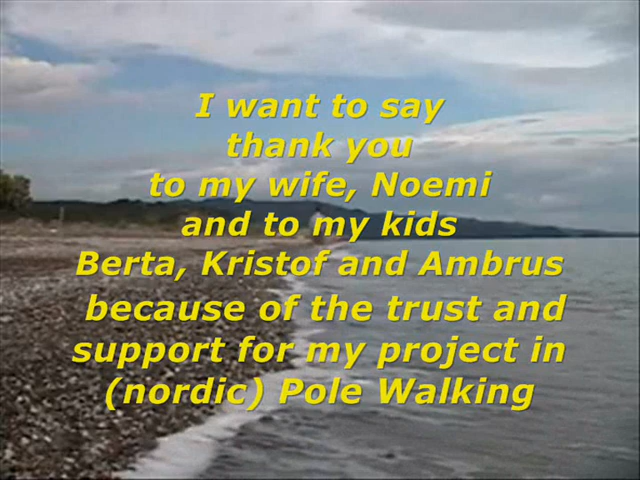 I want to say
thank you
to my wife, Noemi
and to my kids
Berta, Kristof and Ambrus
because of the trust and
support for my project in
(nordic) Pole Walking